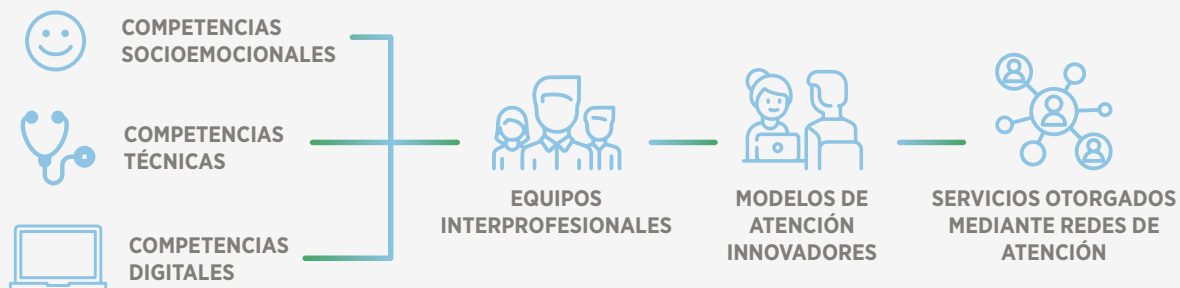 COMPETENCIAS
SOCIOEMOCIONALES
COMPETENCIAS
TÉCNICAS
COMPETENCIAS
DIGITALES
EQUIPOS
INTERPROFESIONALES
MODELOS DE
ATENCIÓN
INNOVADORES
SERVICIOS OTORGADOS
MEDIANTE REDES DE
ATENCIÓN